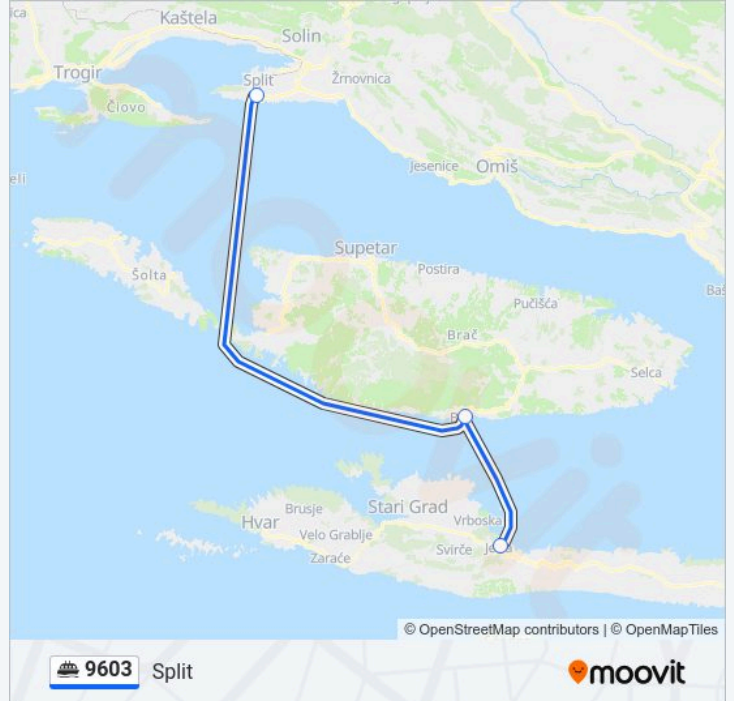 Kaštela
Solin
Trogir
Split
Žrnovnica
Čiovo
Jesenice
Omiš
Supetar
Postira
Šolta
Pučišća
Brač
Selca
Brusje
Stari Grad
Hvar
Vrboska
Velo Grablje
Svirče
Zaraće
© OpenStreetMap contributors | © OpenMapTiles
9603 Split
moovit